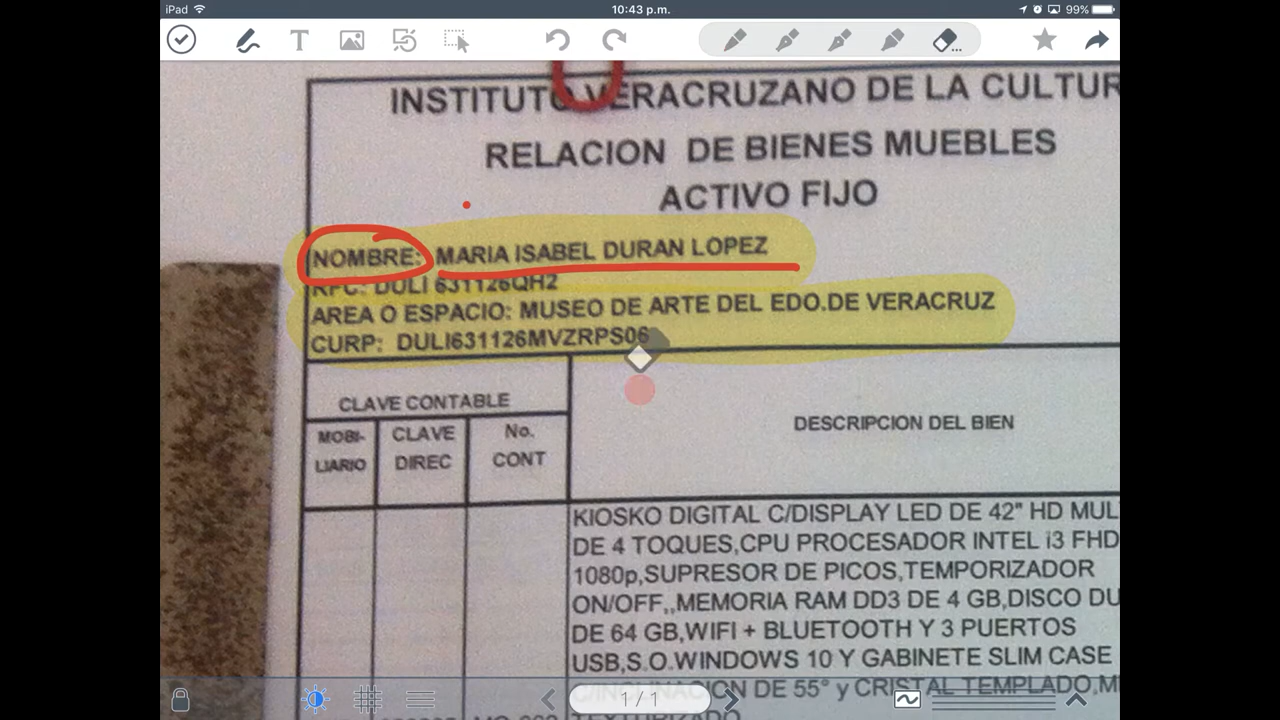 iPad
10:43 p.m.
99%
T
INSTITUTO VERACRUZANO DE LA CULTUR
RELACION DE BIENES MUEBLES
ACTIVO FIJO
NOMBRE: MARIA ISABEL DURAN LOPEZ
RFC: DULI 631126QH2
AREA O ESPACIO: MUSEO DE ARTE DEL EDO.DE VERACRUZ
CURP: DULI631126MVZRPS06
CLAVE CONTABLE
DESCRIPCION DEL BIEN
MOBI-
LIARIO
CLAVE
DIREC
No.
CONT
KIOSKO DIGITAL C/DISPLAY LED DE 42" HD MUL
DE 4 TOQUES,CPU PROCESADOR INTEL i3 FHD
1080p,SUPRESOR DE PICOS,TEMPORIZADOR
ON/OFF,,MEMORIA RAM DD3 DE 4 GB,DISCO DU
DE 64 GB,WIFI + BLUETOOTH Y 3 PUERTOS
USB,S.O.WINDOWS 10 Y GABINETE SLIM CASE
C/INCLINACION DE 55° y CRISTAL TEMPLADO,M
TEXTURIZADO
1 / 1